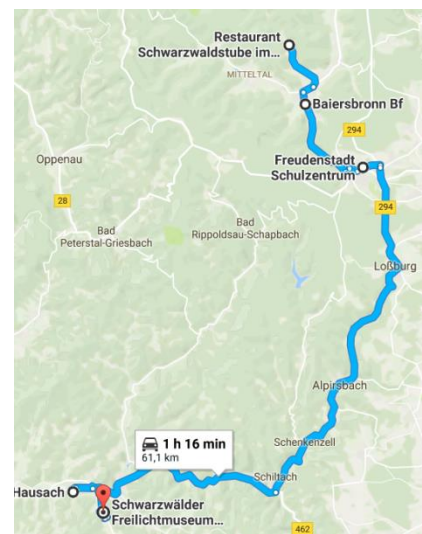 Restaurant
Schwarzwaldstube im...
MITTELTAL
Baiersbronn Bf
294
Freudenstadt
Schulzentrum
Oppenau
28
294
Bad
Peterstal-Griesbach
Bad
Rippoldsau-Schapbach
Loßburg
Alpirsbach
1 h 16 min
61,1 km
Schenkenzell
Schiltach
Hausach
Schwarzwälder
Freilichtmuseum...
462